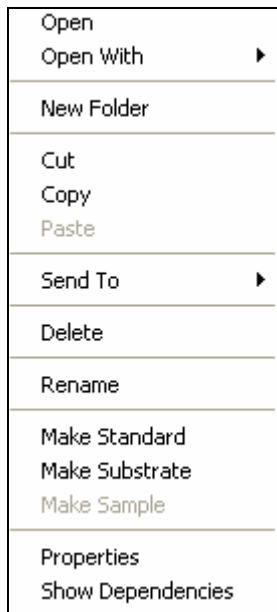 Open
Open With
New Folder
Cut
Copy
Paste
Send To
Delete
Rename
Make Standard
Make Substrate
Make Sample
Properties
Show Dependencies